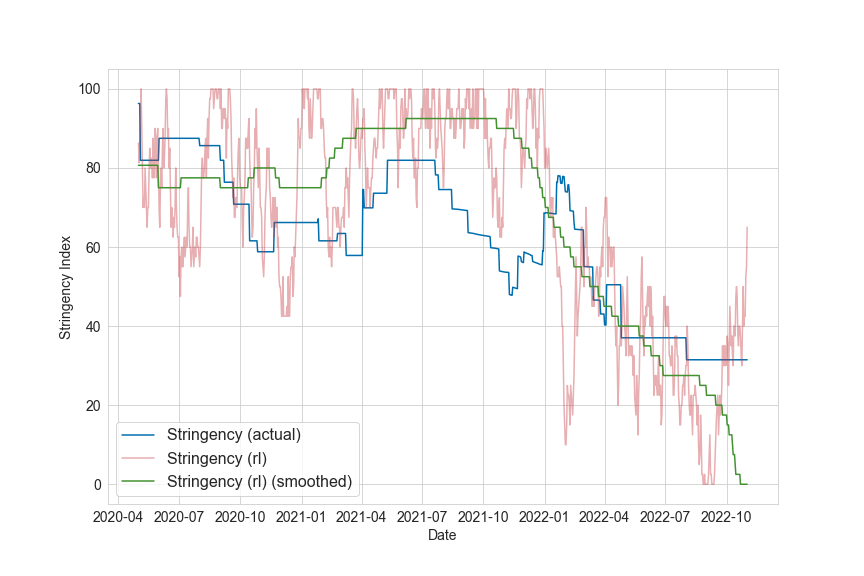 100
80
60
40
20
0
Stringency Index
Stringency (actual)
Stringency (rl)
Stringency (rl) (smoothed)
2020-04 2020-07 2020-10 2021-01 2021-04 2021-07 2021-10 2022-01 2022-04 2022-07 2022-10
Date